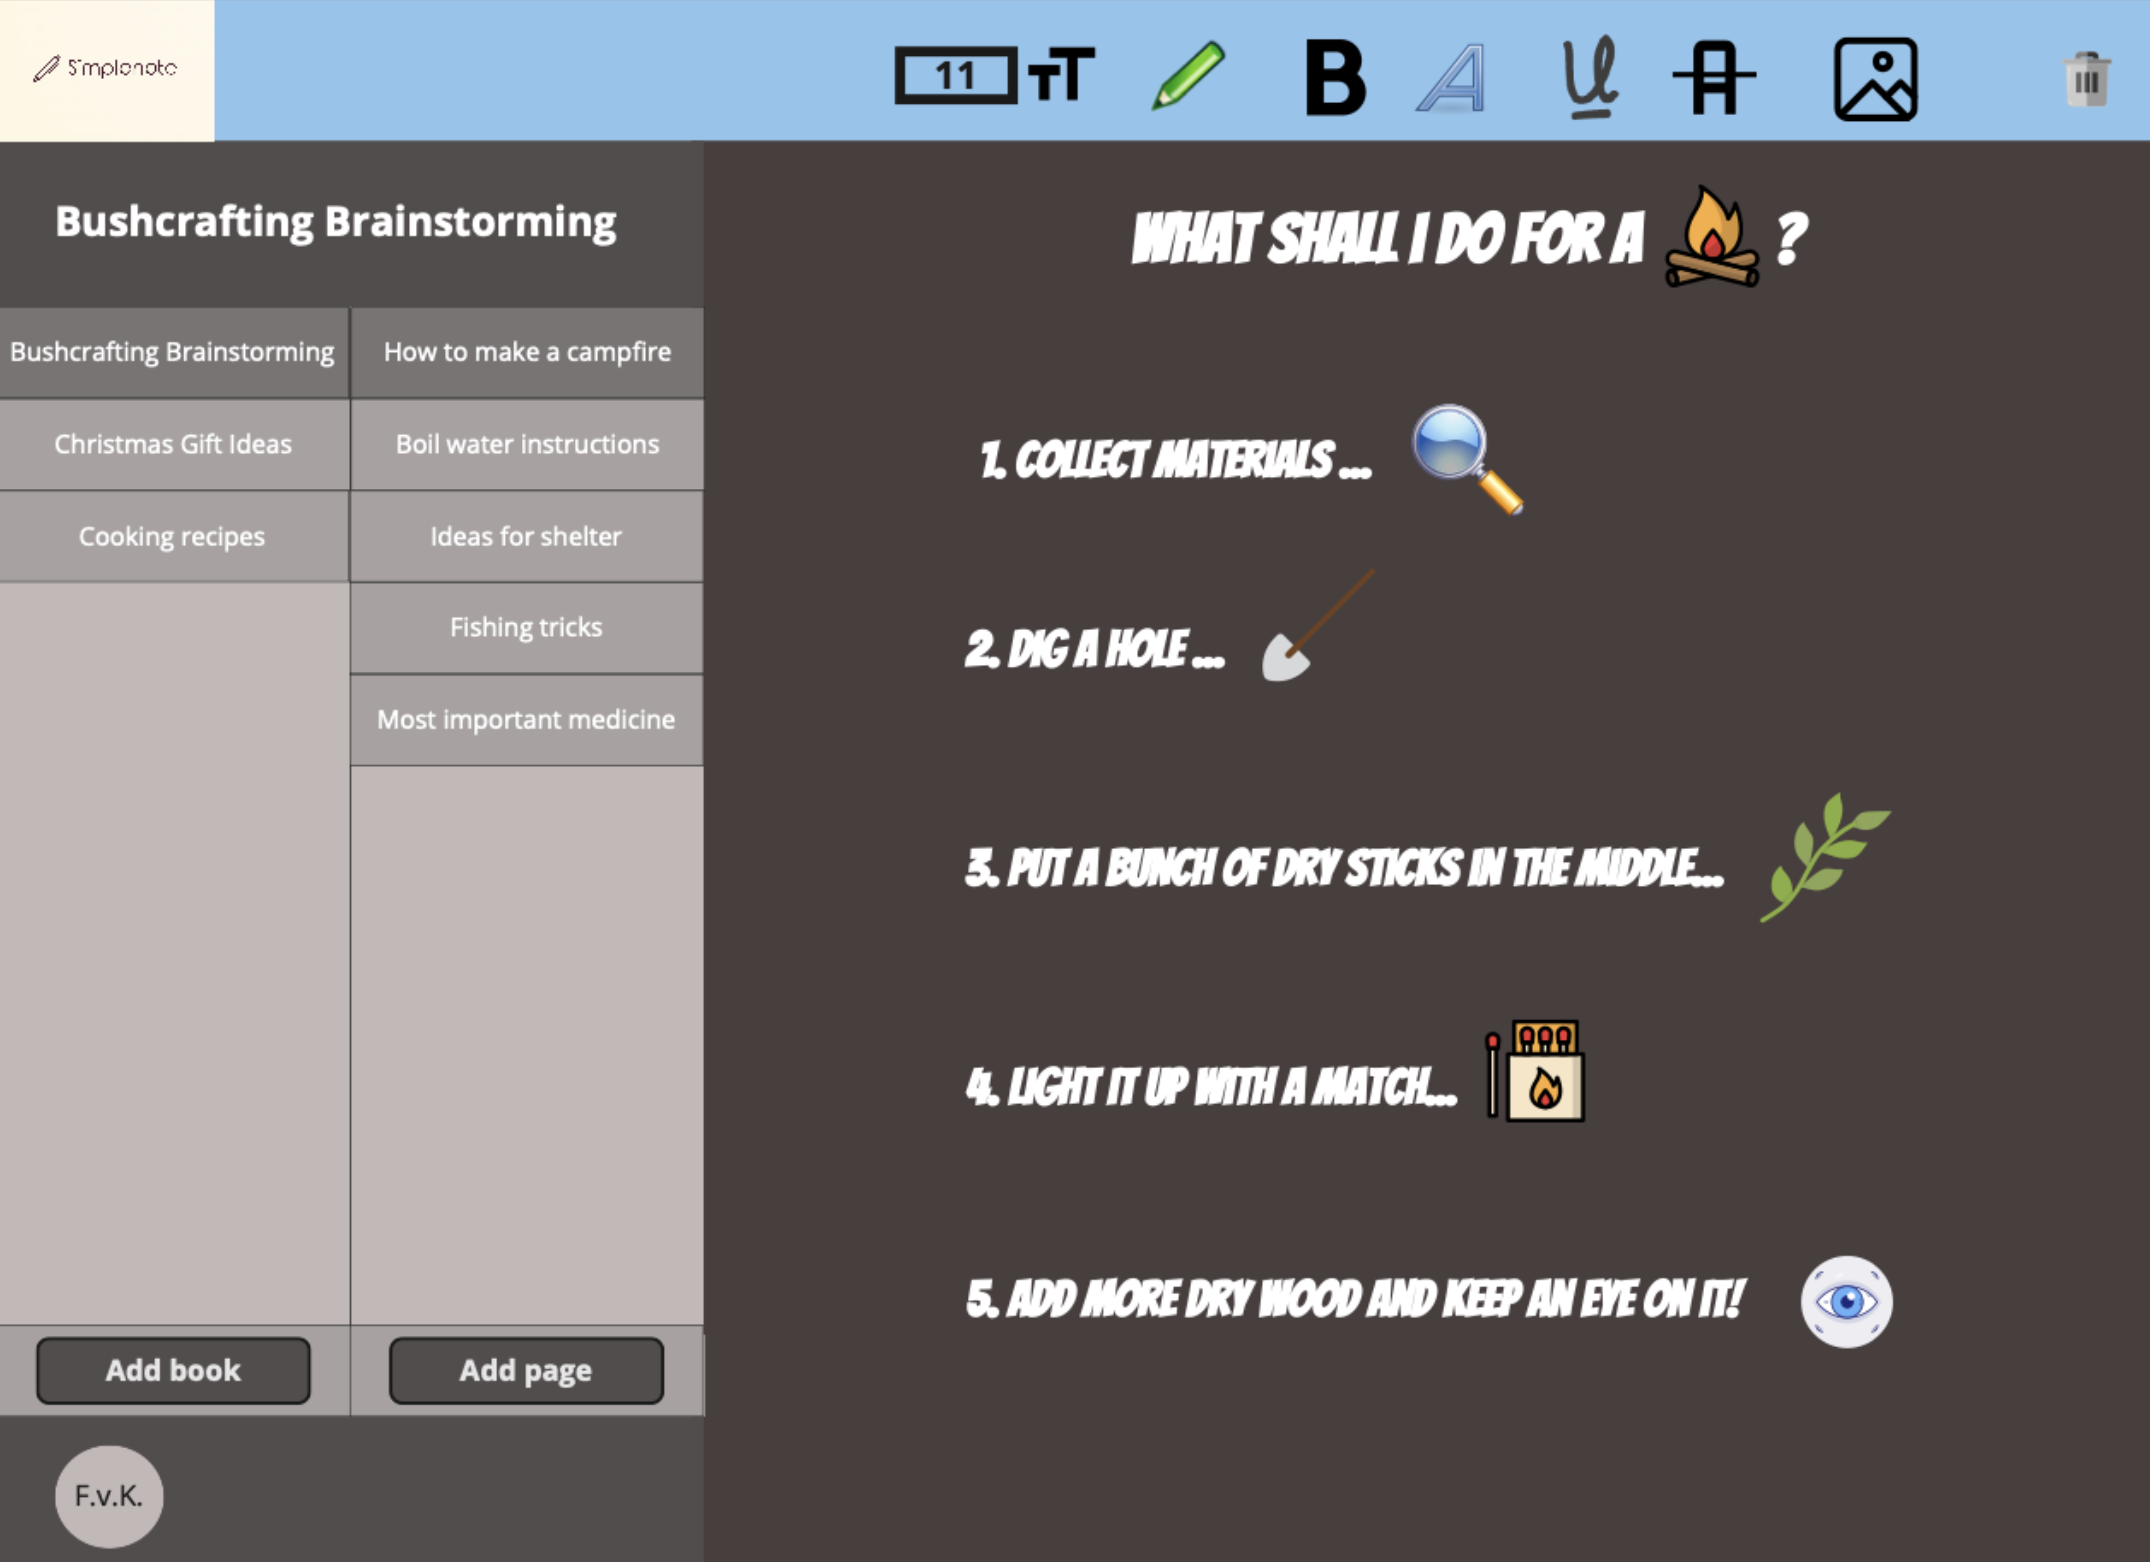 Simplenote
11 TT B A U A
Bushcrafting Brainstorming
Bushcrafting Brainstorming
Christmas Gift Ideas
Cooking recipes
How to make a campfire
Boil water instructions
Ideas for shelter
Fishing tricks
Most important medicine
Add book
Add page
F.v.K.
WHAT SHALL I DO FOR A ?
1. COLLECT MATERIALS ...
2. DIG A HOLE ...
3. PUT A BUNCH OF DRY STICKS IN THE MIDDLE...
4. LIGHT IT UP WITH A MATCH...
5. ADD MORE DRY WOOD AND KEEP AN EYE ON IT!